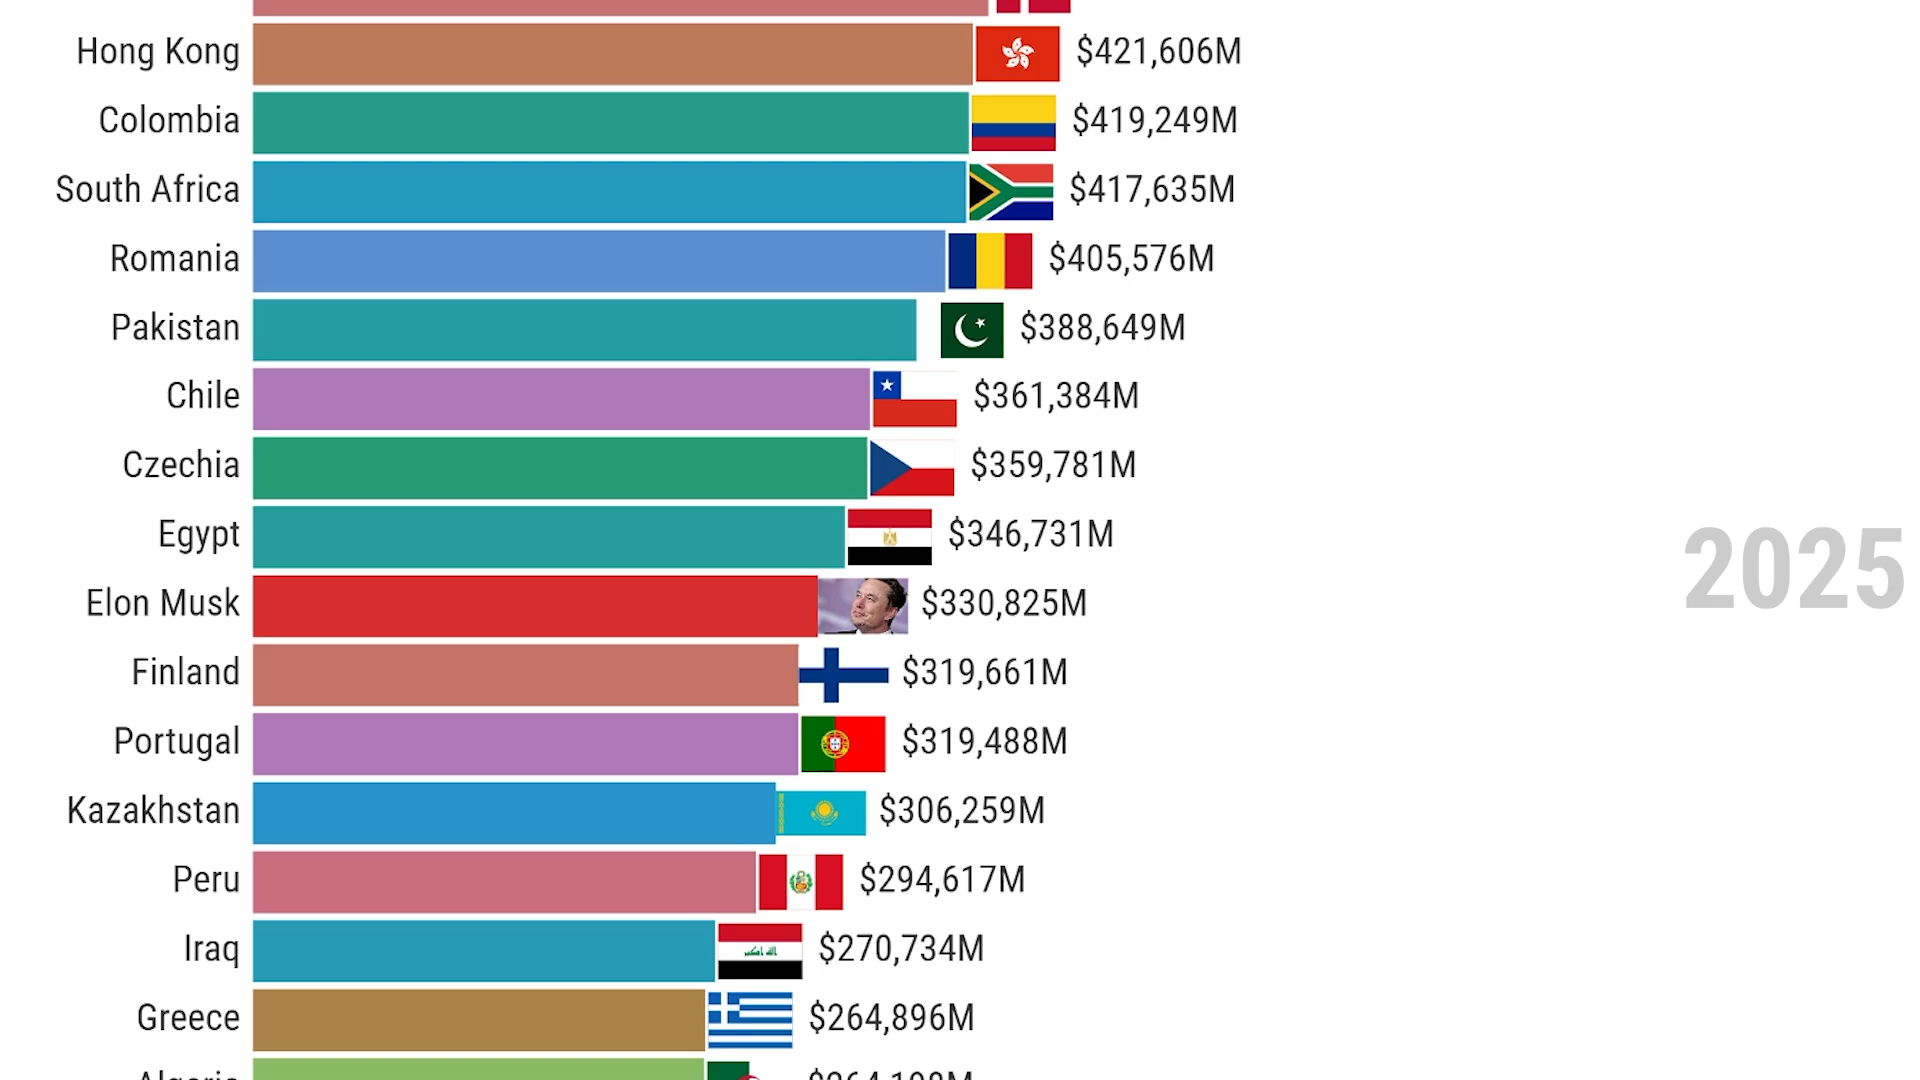 Hong Kong $421,606M
Colombia $419,249M
South Africa $417,635M
Romania $405,576M
Pakistan $388,649M
Chile $361,384M
Czechia $359,781M
Egypt $346,731M
2025
Elon Musk $330,825M
Finland $319,661M
Portugal $319,488M
Kazakhstan $306,259M
Peru $294,617M
Iraq $270,734M
Greece $264,896M
Algeria